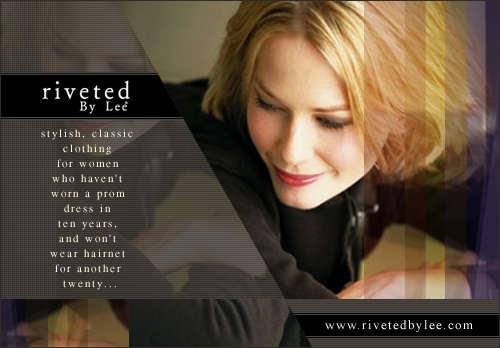 riveted
By Lee
stylish, classic
clothing
for women
who haven't
worn a prom
dress in
ten years,
and won't
wear hairnet
for another
twenty...
www.rivetedbylee.com